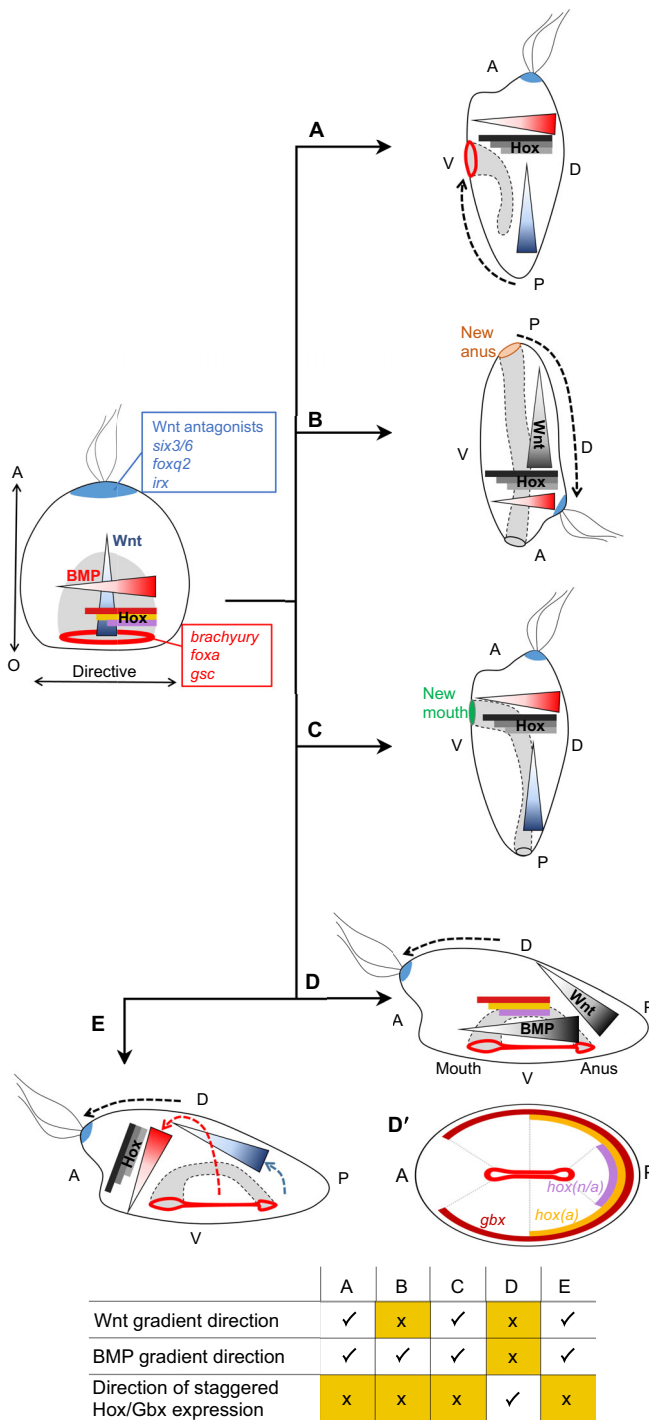 A
A
Hox
V
D
P
New
anus
P
B
Wnt
V
D
Hox
A
Wnt antagonists
six3/6
foxq2
irx
A
Wnt
BMP
Hox
O
Directive
brachyury
foxa
gsc
A
New
mouth
Hox
C
V
D
P
D
D
Wnt
A
BMP
P
Mouth
Anus
V
E
D
Hox
A
P
V
D′
A
P
hox(n/a)
gbx
hox(a)
A B C D E
Wnt gradient direction ✓ x ✓ x ✓
BMP gradient direction ✓ ✓ ✓ x ✓
Direction of staggered
Hox/Gbx expression x x x ✓ x